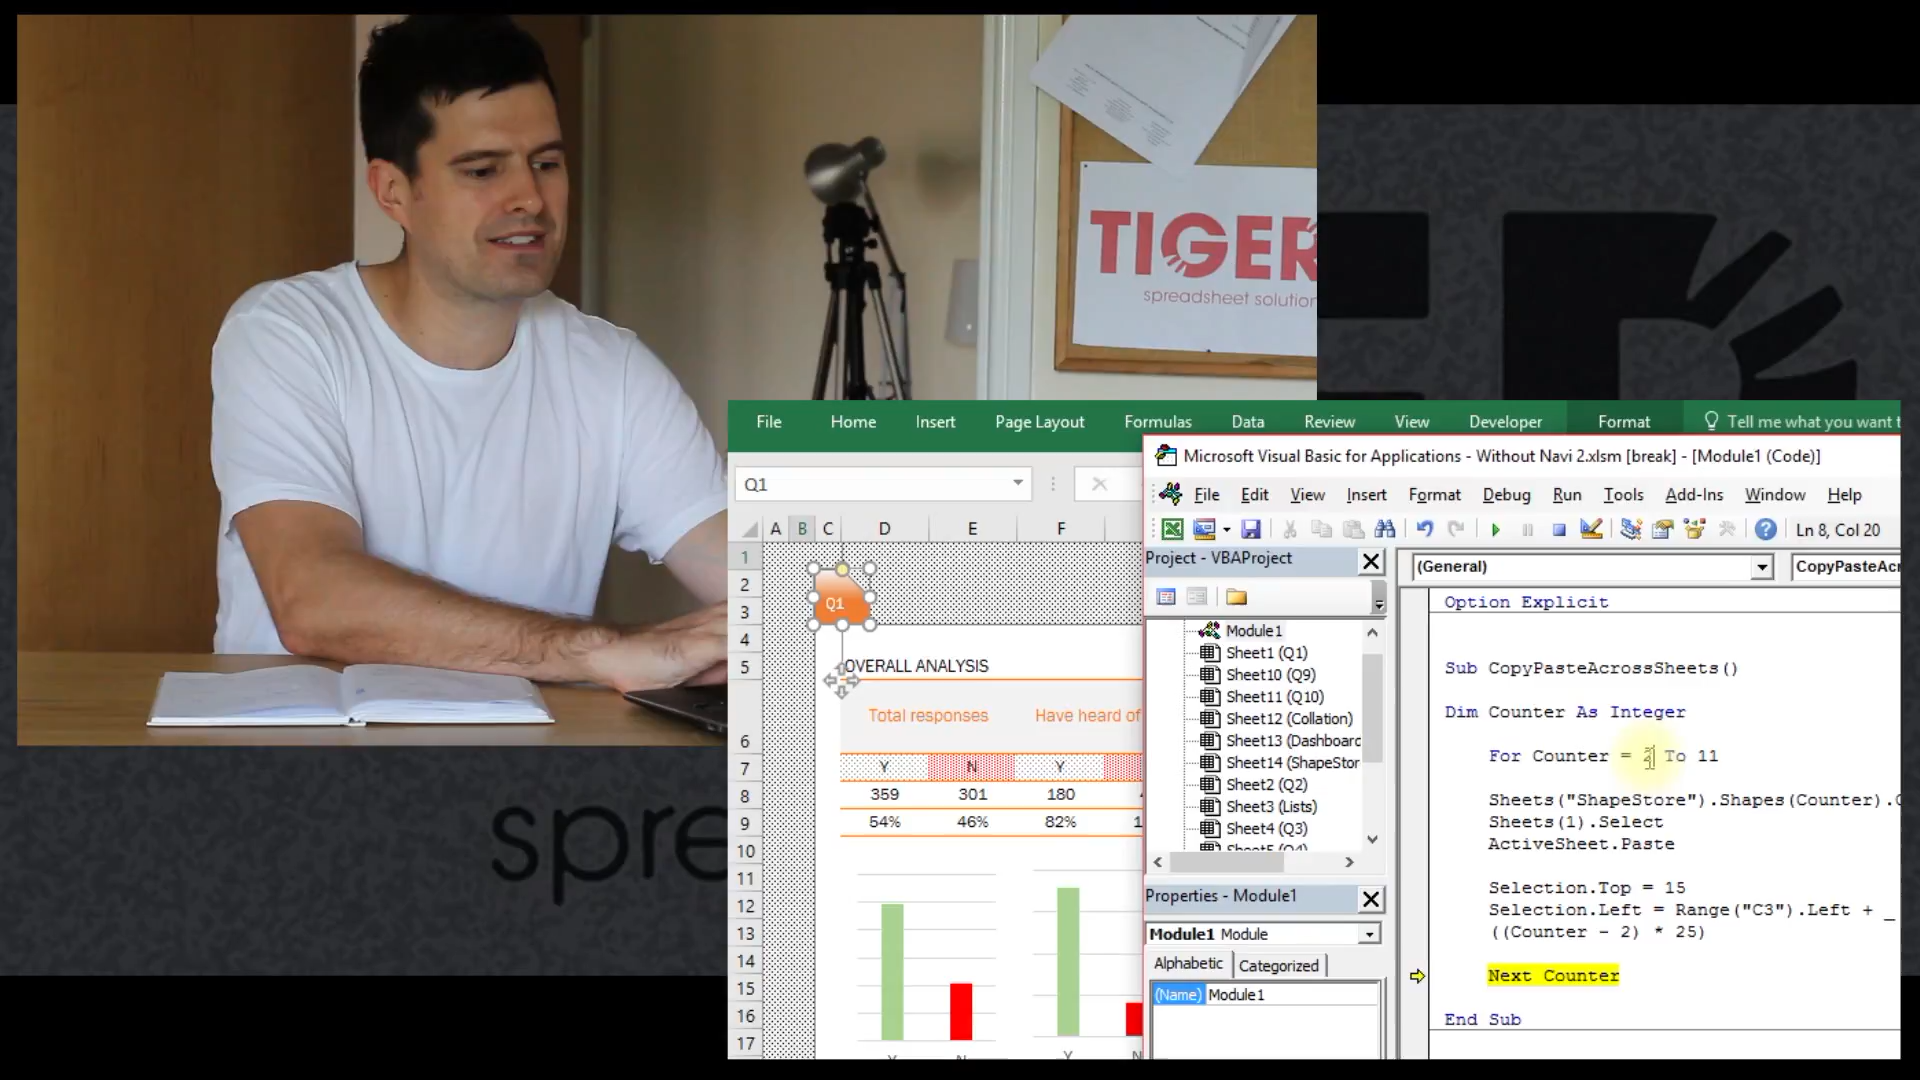 TIGER
spreadsheet solution
spre
File Home Insert Page Layout Formulas Data Review View Developer Format Tell me what you want t
Q1
A B C D E F
1
2
3
4
5
6
7
8
9
10
11
12
13
14
15
16
17
Q1
OVERALL ANALYSIS
Total responses Have heard of
Y N Y
359 301 180
54% 46% 82% 1
Y N Y N
Microsoft Visual Basic for Applications - Without Navi 2.xlsm [break] - [Module1 (Code)]
File Edit View Insert Format Debug Run Tools Add-Ins Window Help
Ln 8, Col 20
Project - VBAProject
Module1
Sheet1 (Q1)
Sheet10 (Q9)
Sheet11 (Q10)
Sheet12 (Collation)
Sheet13 (Dashboarc
Sheet14 (ShapeStor
Sheet2 (Q2)
Sheet3 (Lists)
Sheet4 (Q3)
Sheet5 (Q4)
Properties - Module1
Module1 Module
Alphabetic Categorized
(Name) Module1
(General) CopyPasteAcr
Option Explicit
Sub CopyPasteAcrossSheets()
Dim Counter As Integer
For Counter = 2 To 11
Sheets("ShapeStore").Shapes(Counter).
Sheets(1).Select
ActiveSheet.Paste
Selection.Top = 15
Selection.Left = Range("C3").Left + _
((Counter - 2) * 25)
Next Counter
End Sub